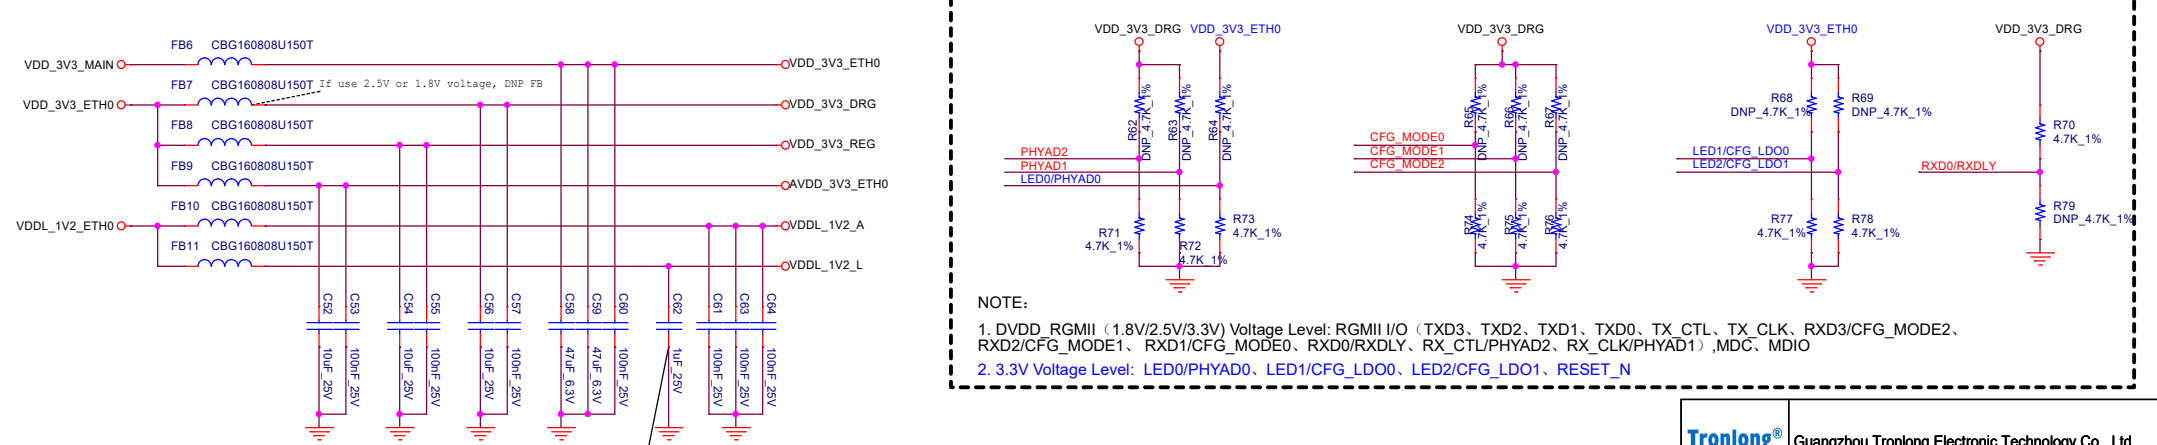 FB6 CBG160808U150T
VDD_3V3_MAIN
VDD_3V3_ETH0
FB7 CBG160808U150T
If use 2.5V or 1.8V voltage, DNP FB
VDD_3V3_ETH0
VDD_3V3_DRG
FB8 CBG160808U150T
VDD_3V3_REG
FB9 CBG160808U150T
AVDD_3V3_ETH0
FB10 CBG160808U150T
VDDL_1V2_ETH0
VDDL_1V2_A
FB11 CBG160808U150T
VDDL_1V2_L
C52
10uF_25V
C53
100nF_25V
C54
10uF_25V
C55
100nF_25V
C56
10uF_25V
C57
100nF_25V
C58
47uF_6.3V
C59
47uF_6.3V
C60
100nF_25V
C62
1uF_25V
C61
100nF_25V
C63
100nF_25V
C64
100nF_25V
VDD_3V3_DRG VDD_3V3_ETH0
R62
DNP_4.7K_1%
R63
DNP_4.7K_1%
R64
DNP_4.7K_1%
PHYAD2
PHYAD1
LED0/PHYAD0
R71
4.7K_1%
R72
4.7K_1%
R73
4.7K_1%
VDD_3V3_DRG
R65
DNP_4.7K_1%
R66
DNP_4.7K_1%
R67
DNP_4.7K_1%
CFG_MODE0
CFG_MODE1
CFG_MODE2
R74
4.7K_1%
R75
4.7K_1%
R76
4.7K_1%
VDD_3V3_ETH0
R68
DNP_4.7K_1%
R69
DNP_4.7K_1%
LED1/CFG_LDO0
LED2/CFG_LDO1
R77
4.7K_1%
R78
4.7K_1%
VDD_3V3_DRG
R70
4.7K_1%
RXD0/RXDLY
R79
DNP_4.7K_1%
NOTE：
1. DVDD_RGMII（1.8V/2.5V/3.3V) Voltage Level: RGMII I/O（TXD3、TXD2、TXD1、TXD0、TX_CTL、TX_CLK、RXD3/CFG_MODE2、
RXD2/CFG_MODE1、 RXD1/CFG_MODE0、RXD0/RXDLY、RX_CTL/PHYAD2、RX_CLK/PHYAD1）,MDC、MDIO
2. 3.3V Voltage Level: LED0/PHYAD0、LED1/CFG_LDO0、LED2/CFG_LDO1、RESET_N
Tronlong®
Guangzhou Tronlong Electronic Technology Co., Ltd.